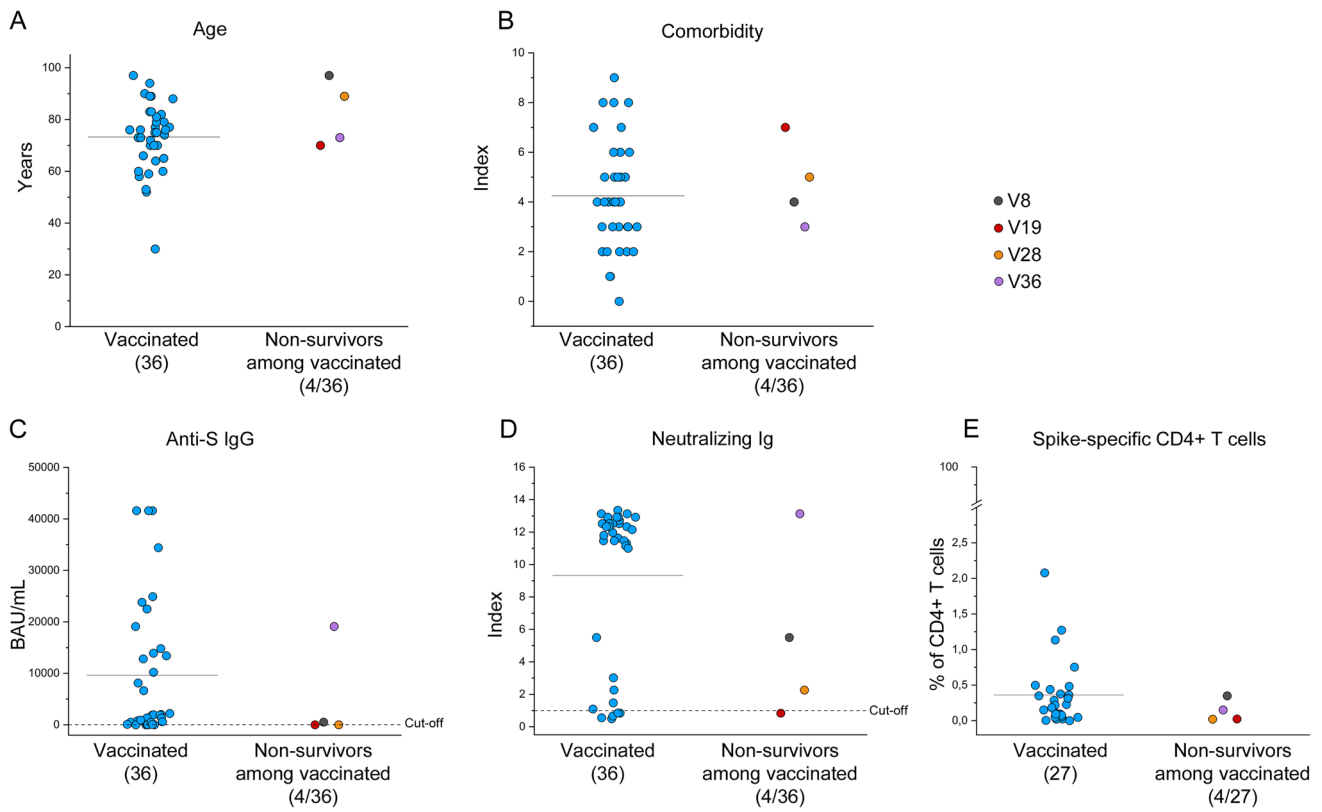 A
Age
Years
100
80
60
40
20
80
100
Vaccinated
(36)
Non-survivors
among vaccinated
(4/36)
B
Comorbidity
Index
10
8
6
4
2
0
Vaccinated
(36)
Non-survivors
among vaccinated
(4/36)
V8
V19
V28
V36
C
Anti-S IgG
BAU/mL
50000
40000
30000
20000
10000
0
Cut-off
Vaccinated
(36)
Non-survivors
among vaccinated
(4/36)
D
Neutralizing Ig
Index
16
14
12
10
8
6
4
2
0
Cut-off
Vaccinated
(36)
Non-survivors
among vaccinated
(4/36)
E
Spike-specific CD4+ T cells
% of CD4+ T cells
100
2,5
2,0
1,5
1,0
0,5
0,0
Vaccinated
(27)
Non-survivors
among vaccinated
(4/27)